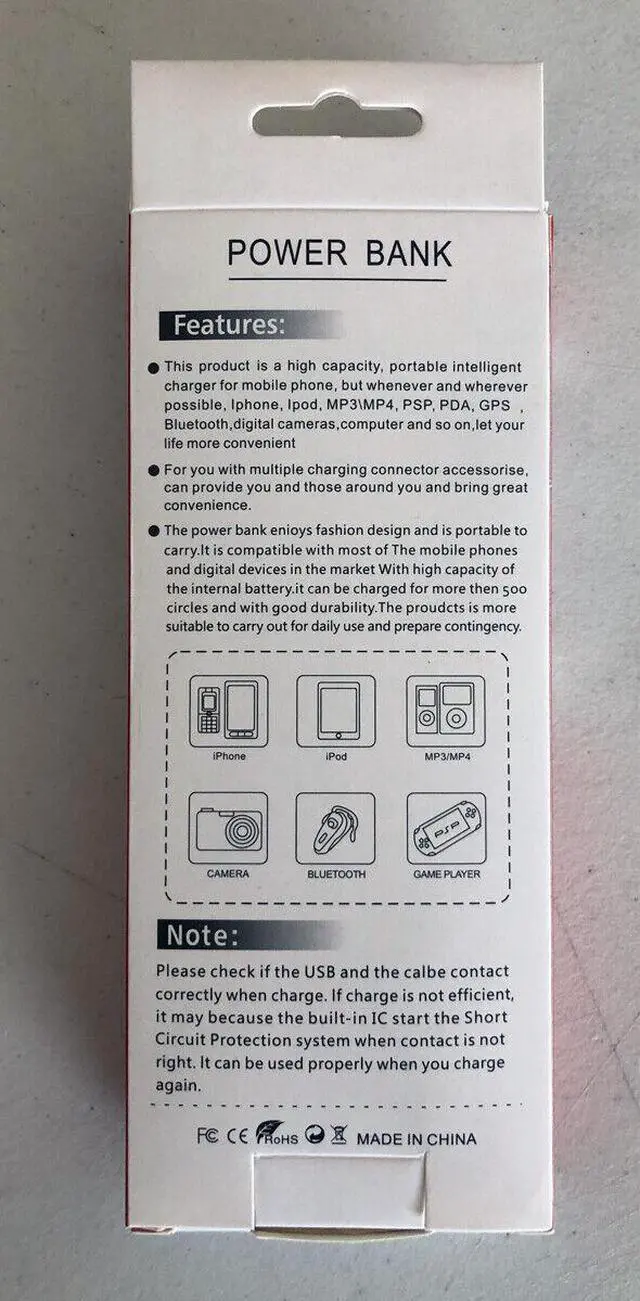 POWER BANK
Features:
● This product is a high capacity, portable intelligent
charger for mobile phone, but whenever and wherever
possible, Iphone, Ipod, MP3\MP4, PSP, PDA, GPS ,
Bluetooth,digital cameras,computer and so on,let your
life more convenient
● For you with multiple charging connector accessorise,
can provide you and those around you and bring great
convenience.
● The power bank enioys fashion design and is portable to
carry.It is compatible with most of The mobile phones
and digital devices in the market With high capacity of
the internal battery.it can be charged for more then 500
circles and with good durability.The proudcts is more
suitable to carry out for daily use and prepare contingency.
iPhone iPod MP3/MP4
PSP
CAMERA BLUETOOTH GAME PLAYER
Note:
Please check if the USB and the calbe contact
correctly when charge. If charge is not efficient,
it may because the built-in IC start the Short
Circuit Protection system when contact is not
right. It can be used properly when you charge
again.
FC CE RoHS MADE IN CHINA